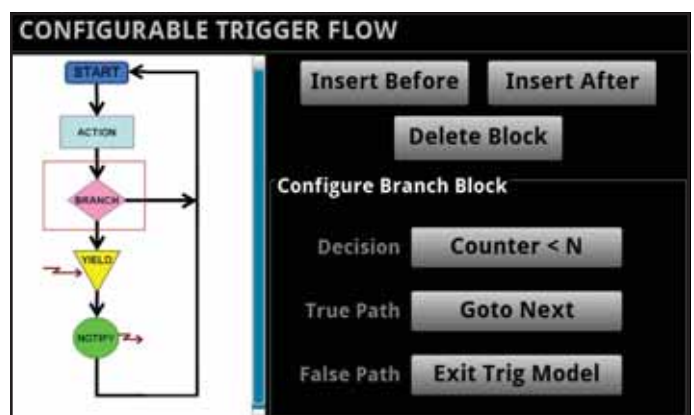 CONFIGURABLE TRIGGER FLOW
START
ACTION
BRANCH
YIELD
NOTIFY
Insert Before
Insert After
Delete Block
Configure Branch Block
Decision
Counter < N
True Path
Goto Next
False Path
Exit Trig Model